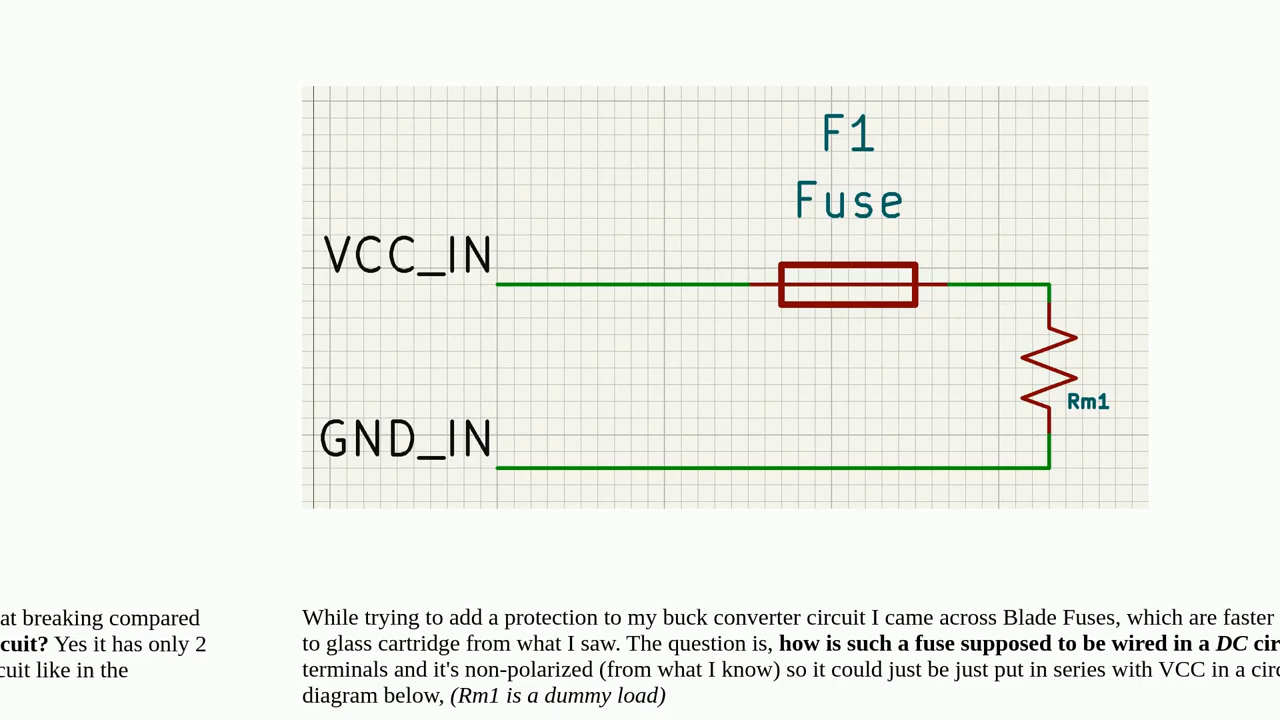 F1
Fuse
VCC_IN
GND_IN
Rm1
at breaking compared
cuit? Yes it has only 2
cuit like in the
While trying to add a protection to my buck converter circuit I came across Blade Fuses, which are faster
to glass cartridge from what I saw. The question is, how is such a fuse supposed to be wired in a DC cir
terminals and it's non-polarized (from what I know) so it could just be just put in series with VCC in a circ
diagram below, (Rm1 is a dummy load)